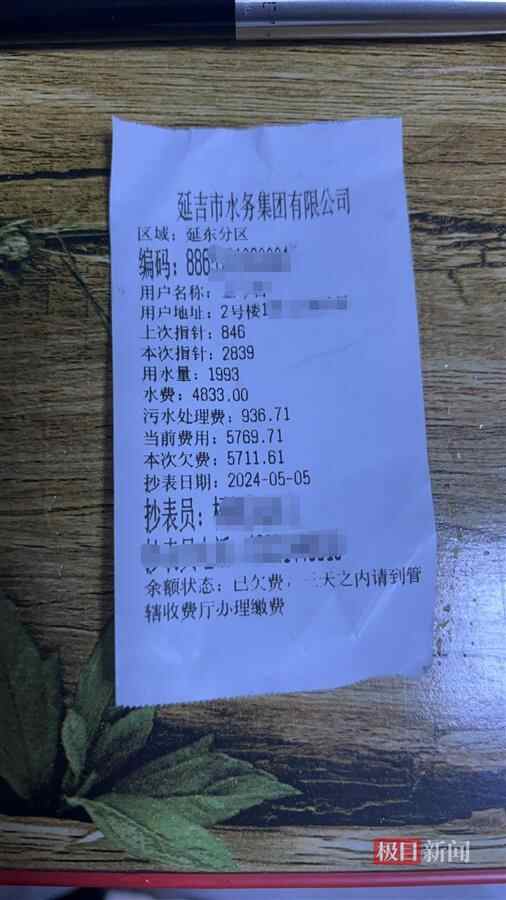 延吉市水务集团有限公司
区域：延东分区
编码：886
用户名称：
用户地址：2号楼1
上次指针：846
本次指针：2839
用水量：1993
水费：4833.00
污水处理费：936.71
当前费用：5769.71
本次欠费：5711.61
抄表日期：2024-05-05
抄表员：
余额状态：已欠费，三天之内请到管
辖收费厅办理缴费
极目新闻